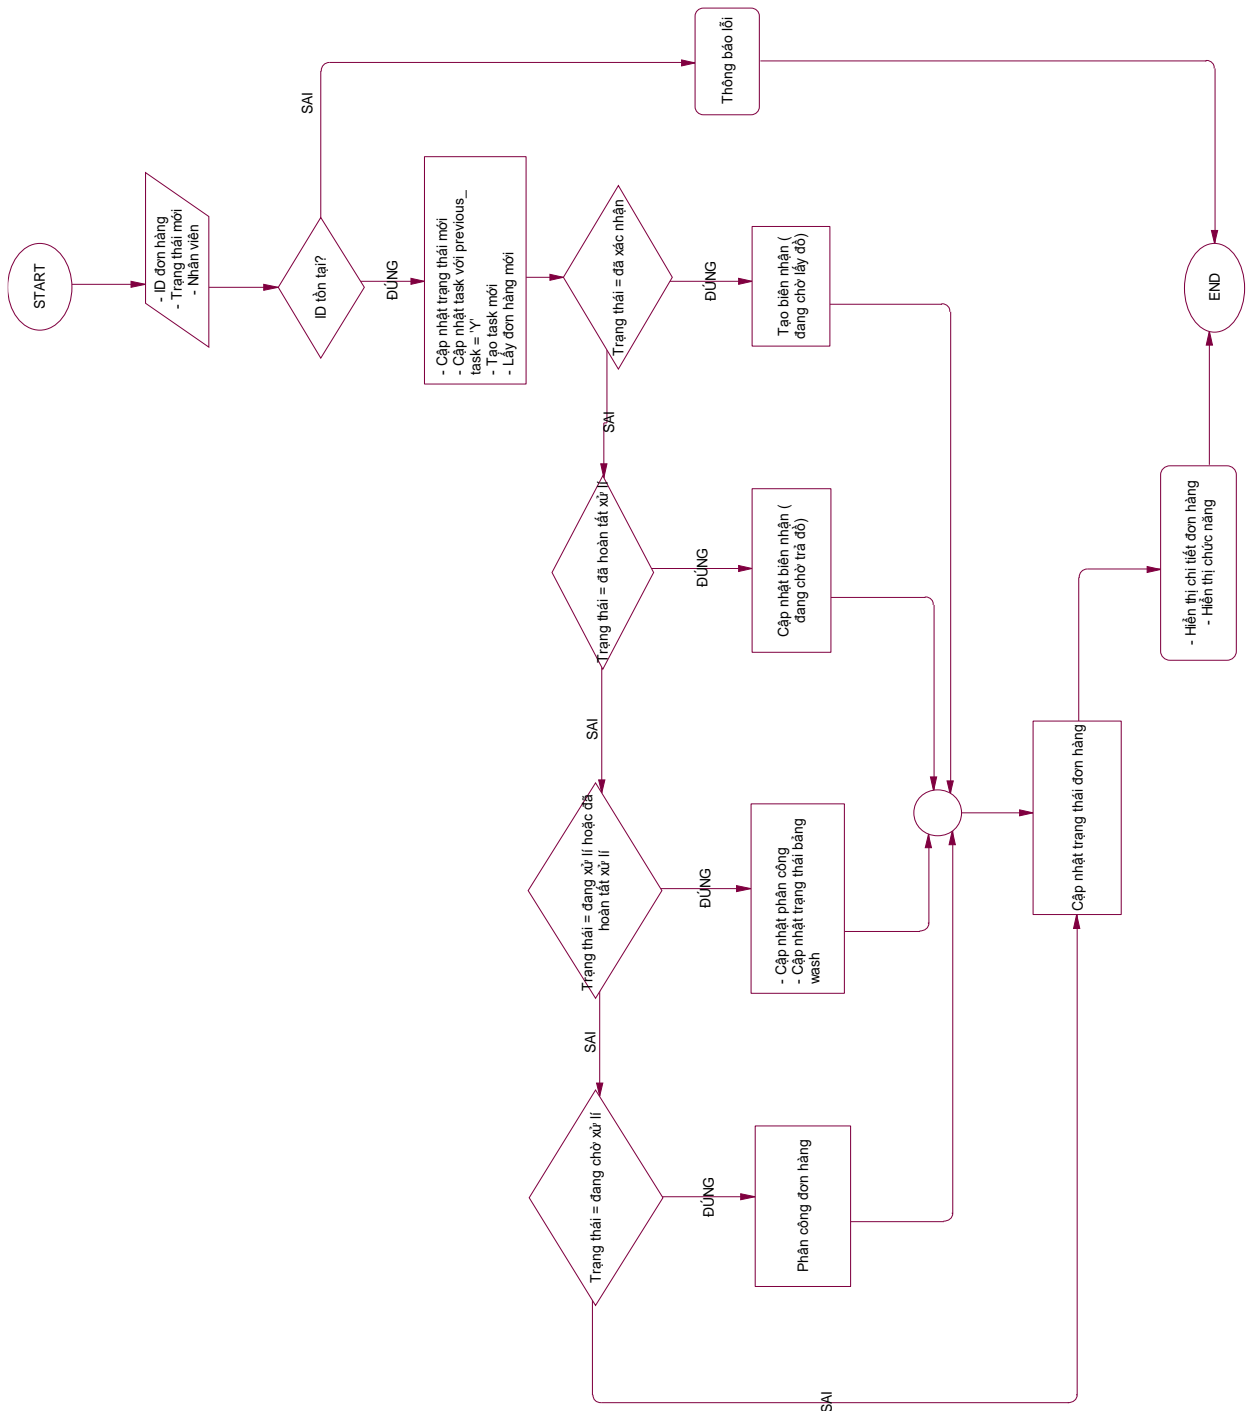 START
- ID đơn hàng
- Trạng thái mới
- Nhân viên
ID tồn tại?
SAI
Thông báo lỗi
ĐÚNG
- Cập nhật trạng thái mới
- Cập nhật task với previous_
task = 'Y'
- Tạo task mới
- Lấy đơn hàng mới
Trạng thái = đã xác nhận
ĐÚNG
Tạo biên nhận (
đang chờ lấy đồ)
SAI
Trạng thái = đã hoàn tất xử lí
ĐÚNG
Cập nhật biên nhận (
đang chờ trả đồ)
SAI
Trạng thái = đang xử lí hoặc đã
hoàn tất xử lí
ĐÚNG
- Cập nhật phân công
- Cập nhật trạng thái bảng
wash
SAI
Trạng thái = đang chờ xử lí
ĐÚNG
Phân công đơn hàng
SAI
Cập nhật trạng thái đơn hàng
- Hiển thị chi tiết đơn hàng
- Hiển thị chức năng
END